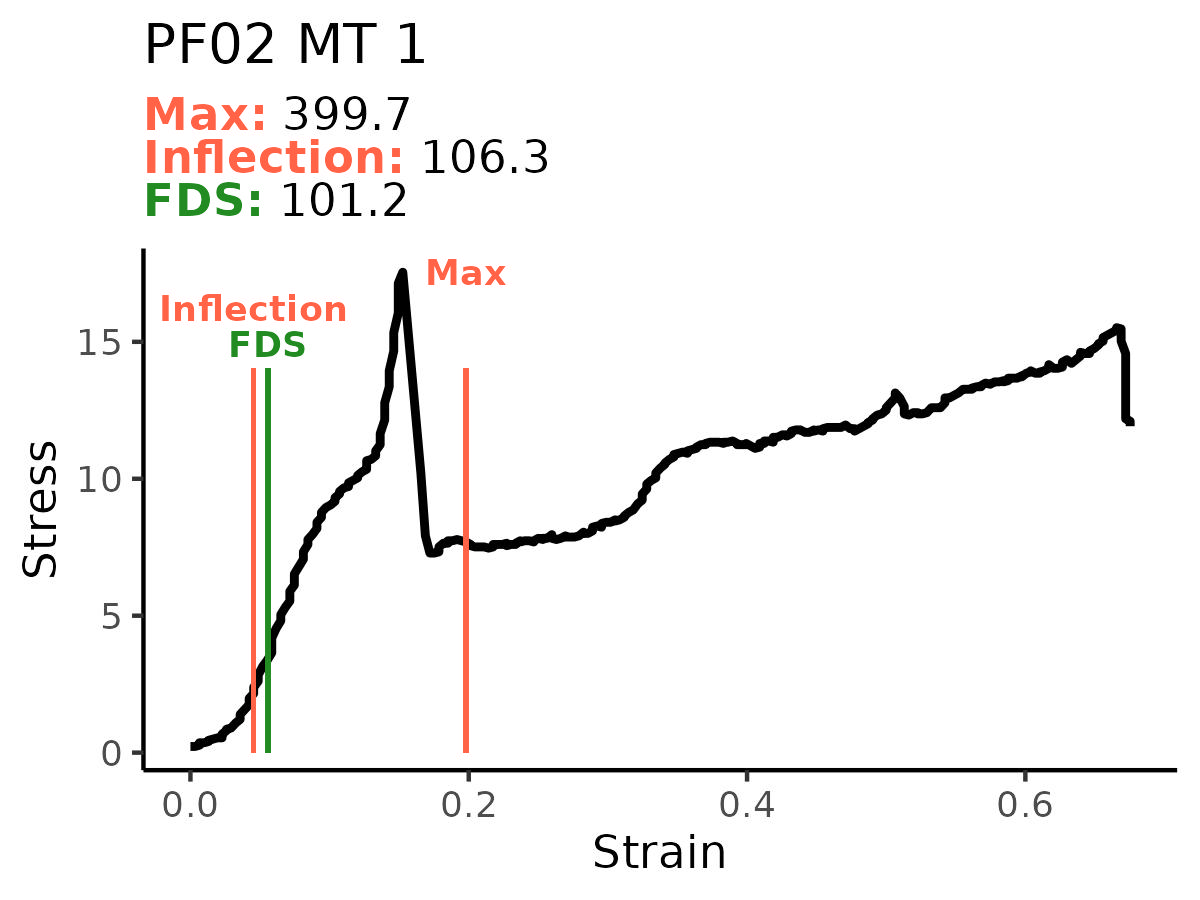 PF02 MT 1
Max: 399.7
Inflection: 106.3
FDS: 101.2
Max
Inflection
FDS
15
10
5
0
Stress
0.0 0.2 0.4 0.6
Strain